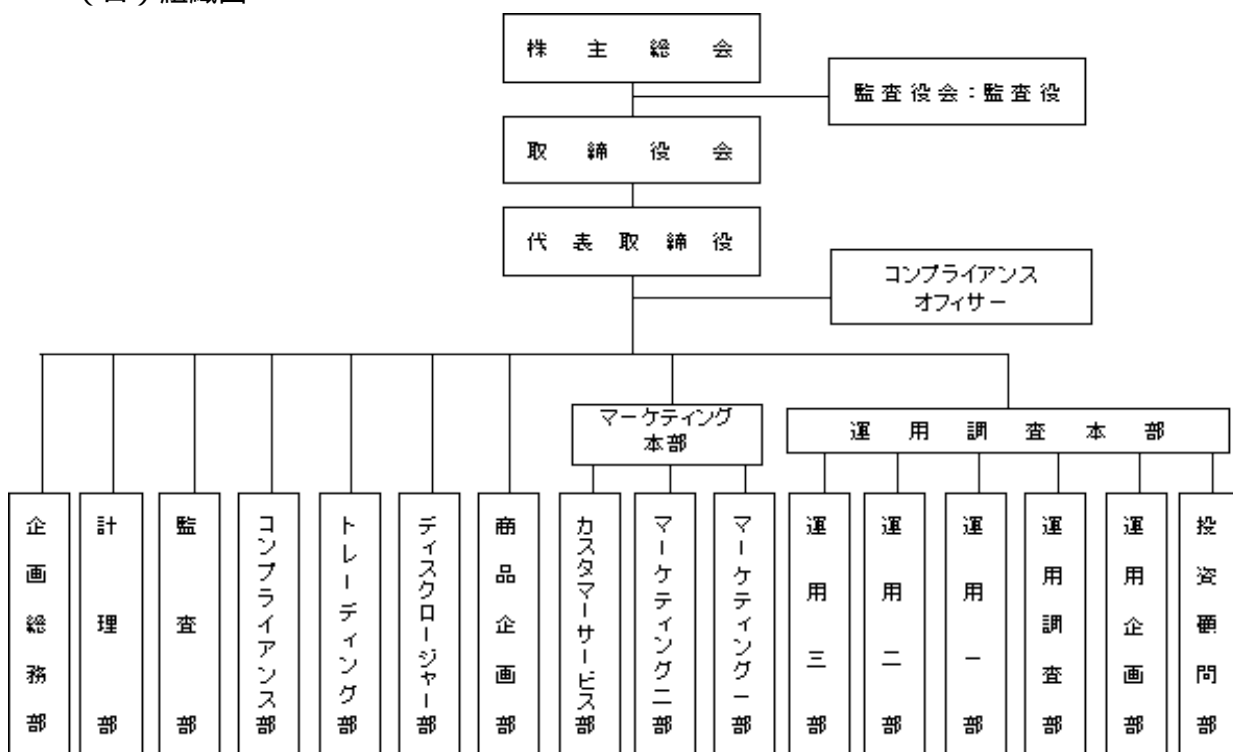 株主総会
監査役会：監査役
取締役会
代表取締役
コンプライアンス
オフィサー
マーケティング
本部
運用調査本部
企画総務部
計理部
監査部
コンプライアンス部
トレーディング部
ディスクロージャー部
商品企画部
カスタマーサービス部
マーケティング二部
マーケティング一部
運用三部
運用二部
運用一部
運用調査部
運用企画部
投資顧問部